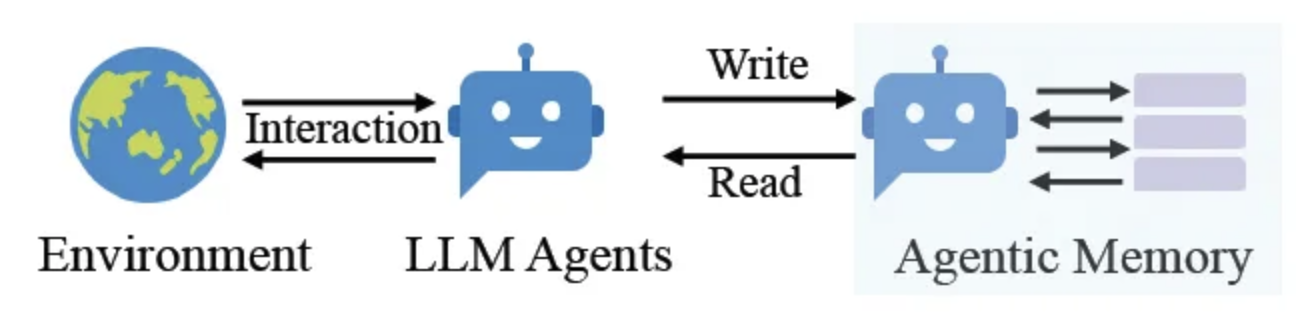 Write
Interaction
Read
Environment
LLM Agents
Agentic Memory